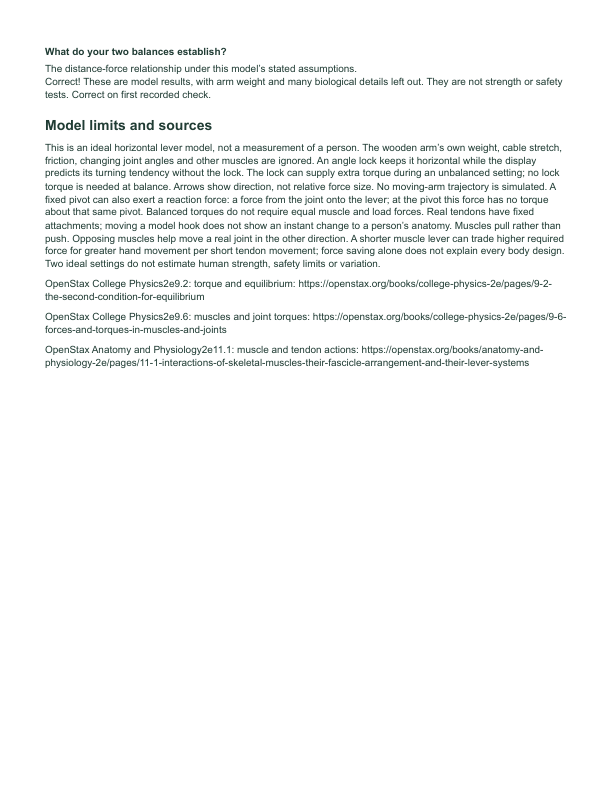 What do your two balances establish?
The distance-force relationship under this model's stated assumptions.
Correct! These are model results, with arm weight and many biological details left out. They are not strength or safety
tests. Correct on first recorded check.
Model limits and sources
This is an ideal horizontal lever model, not a measurement of a person. The wooden arm's own weight, cable stretch,
friction, changing joint angles and other muscles are ignored. An angle lock keeps it horizontal while the display
predicts its turning tendency without the lock. The lock can supply extra torque during an unbalanced setting; no lock
torque is needed at balance. Arrows show direction, not relative force size. No moving-arm trajectory is simulated. A
fixed pivot can also exert a reaction force: a force from the joint onto the lever; at the pivot this force has no torque
about that same pivot. Balanced torques do not require equal muscle and load forces. Real tendons have fixed
attachments; moving a model hook does not show an instant change to a person's anatomy. Muscles pull rather than
push. Opposing muscles help move a real joint in the other direction. A shorter muscle lever can trade higher required
force for greater hand movement per short tendon movement; force saving alone does not explain every body design.
Two ideal settings do not estimate human strength, safety limits or variation.
OpenStax College Physics2e9.2: torque and equilibrium: https://openstax.org/books/college-physics-2e/pages/9-2-
the-second-condition-for-equilibrium
OpenStax College Physics2e9.6: muscles and joint torques: https://openstax.org/books/college-physics-2e/pages/9-6-
forces-and-torques-in-muscles-and-joints
OpenStax Anatomy and Physiology2e11.1: muscle and tendon actions: https://openstax.org/books/anatomy-and-
physiology-2e/pages/11-1-interactions-of-skeletal-muscles-their-fascicle-arrangement-and-their-lever-systems